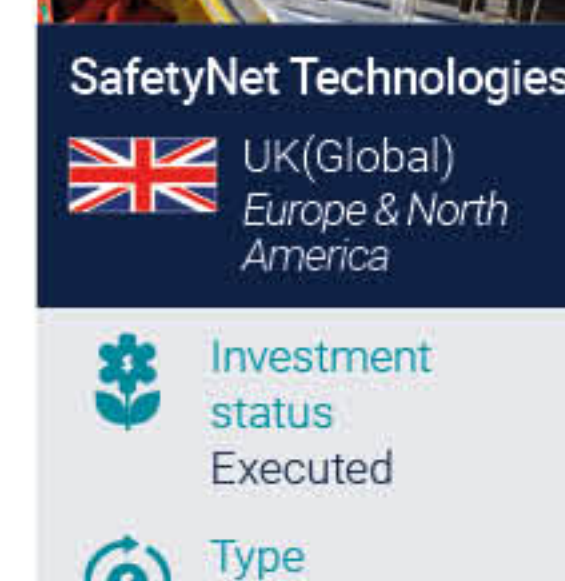 SafetyNet Technologies
UK(Global)
Europe & North
America
Investment
status
Executed
Type